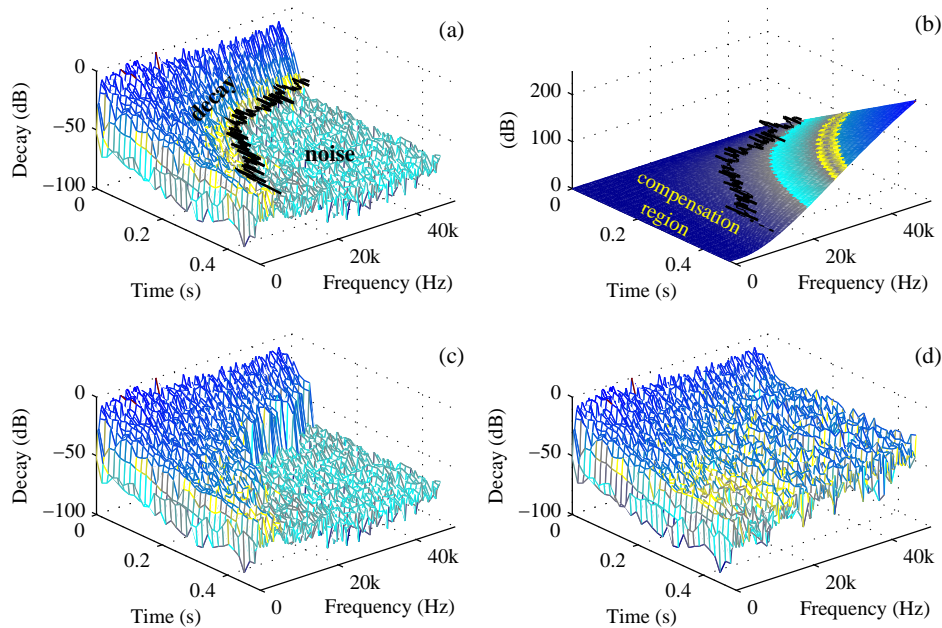 (a)
0
−50
−100
Decay (dB)
decay
noise
0
0.2
0.4
Time (s)
0
20k
40k
Frequency (Hz)
(b)
200
100
0
(dB)
compensation
region
0
0.2
0.4
Time (s)
0
20k
40k
Frequency (Hz)
(c)
0
−50
−100
Decay (dB)
0
0.2
0.4
Time (s)
0
20k
40k
Frequency (Hz)
(d)
0
−50
−100
Decay (dB)
0
0.2
0.4
Time (s)
0
20k
40k
Frequency (Hz)